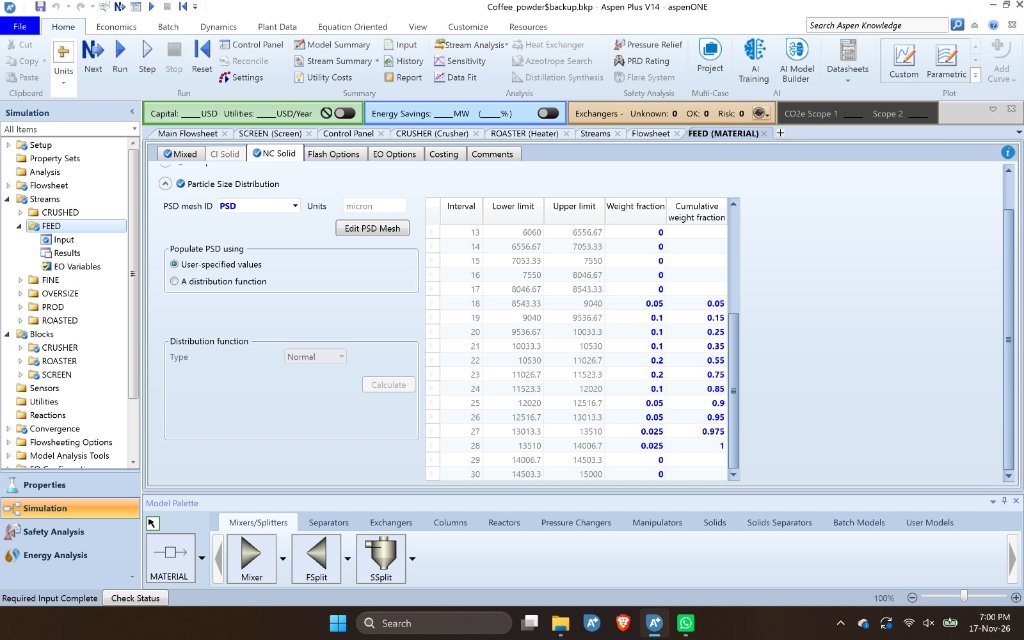 Coffee_powder$backup.bkp - Aspen Plus V14 - aspenONE
File Home Economics Batch Dynamics Plant Data Equation Oriented View Customize Resources Search Aspen Knowledge
Cut Copy Paste Clipboard
Units
Next Run Step Stop Reset Control Panel Reconcile Settings Run
Model Summary Stream Summary Utility Costs Input History Report Summary
Stream Analysis Sensitivity Data Fit Heat Exchanger Azeotrope Search Distillation Synthesis Analysis
Pressure Relief PRD Rating Flare System Safety Analysis
Project Multi-Case
AI Training AI Model Builder AI
Datasheets
Custom Parametric Add Curve Plot
Simulation
All Items
Capital: ____USD Utilities: ____USD/Year
Energy Savings: ____MW (____%)
Exchangers - Unknown: 0 OK: 0 Risk: 0
CO2e Scope 1 ____ Scope 2 ____
Main Flowsheet SCREEN (Screen) Control Panel CRUSHER (Crusher) ROASTER (Heater) Streams Flowsheet FEED (MATERIAL) +
Setup
Property Sets
Analysis
Flowsheet
Streams
CRUSHED
FEED
Input
Results
EO Variables
FINE
OVERSIZE
PROD
ROASTED
Blocks
CRUSHER
ROASTER
SCREEN
Sensors
Utilities
Reactions
Convergence
Flowsheeting Options
Model Analysis Tools
Properties
Simulation
Safety Analysis
Energy Analysis
Mixed CI Solid NC Solid Flash Options EO Options Costing Comments
Particle Size Distribution
PSD mesh ID PSD Units micron
Edit PSD Mesh
Populate PSD using
User-specified values
A distribution function
Distribution function
Type Normal
Calculate
Interval Lower limit Upper limit Weight fraction Cumulative weight fraction
13 6060 6556.67 0
14 6556.67 7053.33 0
15 7053.33 7550 0
16 7550 8046.67 0
17 8046.67 8543.33 0
18 8543.33 9040 0.05 0.05
19 9040 9536.67 0.1 0.15
20 9536.67 10033.3 0.1 0.25
21 10033.3 10530 0.1 0.35
22 10530 11026.7 0.2 0.55
23 11026.7 11523.3 0.2 0.75
24 11523.3 12020 0.1 0.85
25 12020 12516.7 0.05 0.9
26 12516.7 13013.3 0.05 0.95
27 13013.3 13510 0.025 0.975
28 13510 14006.7 0.025 1
29 14006.7 14503.3 0
30 14503.3 15000 0
Model Palette
Mixers/Splitters Separators Exchangers Columns Reactors Pressure Changers Manipulators Solids Solids Separators Batch Models User Models
MATERIAL Mixer FSplit SSplit
Required Input Complete Check Status 100%
Search
7:00 PM
17-Nov-26